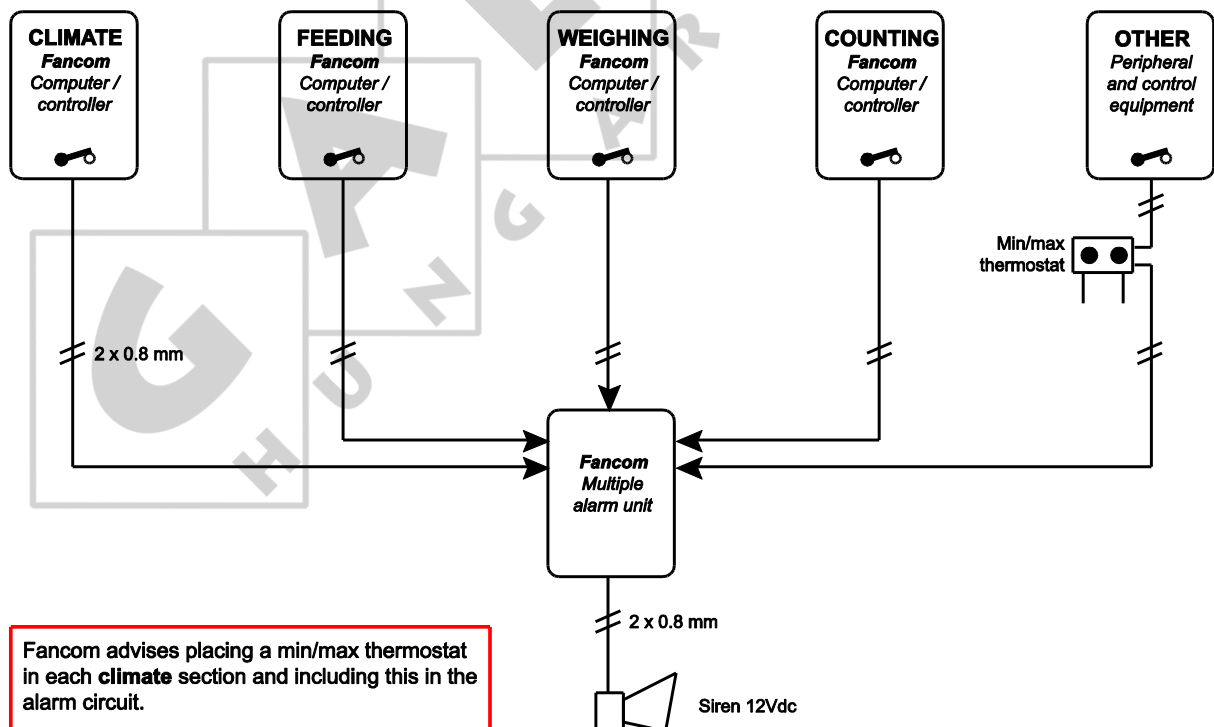 CLIMATE
Fancom
Computer /
controller
FEEDING
Fancom
Computer /
controller
WEIGHING
Fancom
Computer /
controller
COUNTING
Fancom
Computer /
controller
OTHER
Peripheral
and control
equipment
Min/max
thermostat
2 x 0.8 mm
Fancom
Multiple
alarm unit
2 x 0.8 mm
Siren 12Vdc
Fancom advises placing a min/max thermostat
in each climate section and including this in the
alarm circuit.